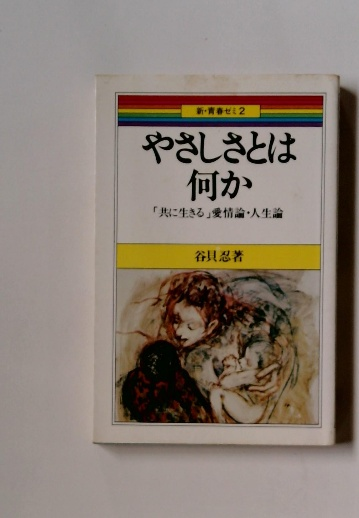 新・青春ゼミ2
やさしさとは
何か
「共に生きる」愛情論・人生論
谷貝忍著